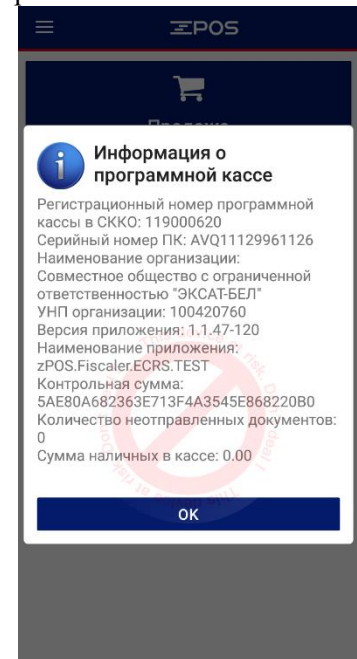 ZPOS
Продажа
Информация о
программной кассе
Регистрационный номер программной
кассы в СККО: 119000620
Серийный номер ПК: AVQ11129961126
Наименование организации:
Совместное общество с ограниченной
ответственностью "ЭКСАТ-БЕЛ"
УНП организации: 100420760
Версия приложения: 1.1.47-120
Наименование приложения:
zPOS.Fiscaler.ECRS.TEST
Контрольная сумма:
5AE80A682363E713F4A3545E868220B0
Количество неотправленных документов:
0
Сумма наличных в кассе: 0.00
ОК